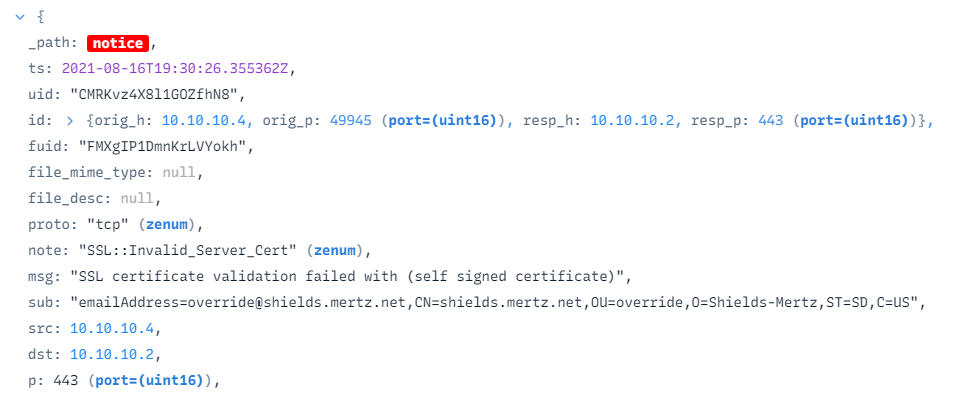 {
_path: notice,
ts: 2021-08-16T19:30:26.355362Z,
uid: "CMRKvz4X8l1GOZfhN8",
id: > {orig_h: 10.10.10.4, orig_p: 49945 (port=(uint16)), resp_h: 10.10.10.2, resp_p: 443 (port=(uint16))},
fuid: "FMXgIP1DmnKrLVYokh",
file_mime_type: null,
file_desc: null,
proto: "tcp" (zenum),
note: "SSL::Invalid_Server_Cert" (zenum),
msg: "SSL certificate validation failed with (self signed certificate)",
sub: "emailAddress=override@shields.mertz.net,CN=shields.mertz.net,OU=override,O=Shields-Mertz,ST=SD,C=US",
src: 10.10.10.4,
dst: 10.10.10.2,
p: 443 (port=(uint16)),